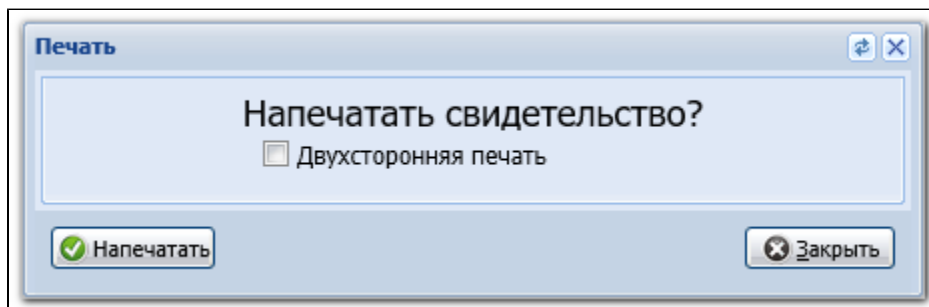 Печать
Напечатать свидетельство?
Двухсторонняя печать
Напечатать
Закрыть